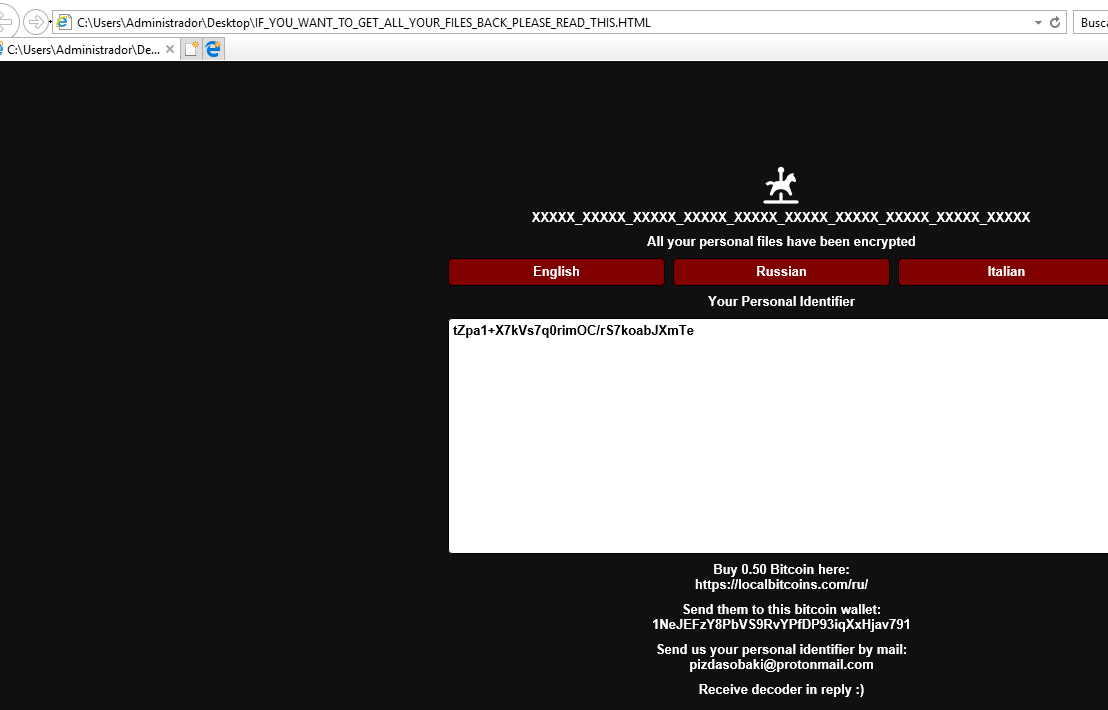 C:\Users\Administrador\Desktop\IF_YOU_WANT_TO_GET_ALL_YOUR_FILES_BACK_PLEASE_READ_THIS.HTML
Busca
C:\Users\Administrador\De...
XXXXX_XXXXX_XXXXX_XXXXX_XXXXX_XXXXX_XXXXX_XXXXX_XXXXX_XXXXX
All your personal files have been encrypted
English Russian Italian
Your Personal Identifier
tZpa1+X7kVs7q0rimOC/rS7koabJXmTe
Buy 0.50 Bitcoin here:
https://localbitcoins.com/ru/
Send them to this bitcoin wallet:
1NeJEFzY8PbVS9RvYPfDP93iqXxHjav791
Send us your personal identifier by mail:
pizdasobaki@protonmail.com
Receive decoder in reply :)